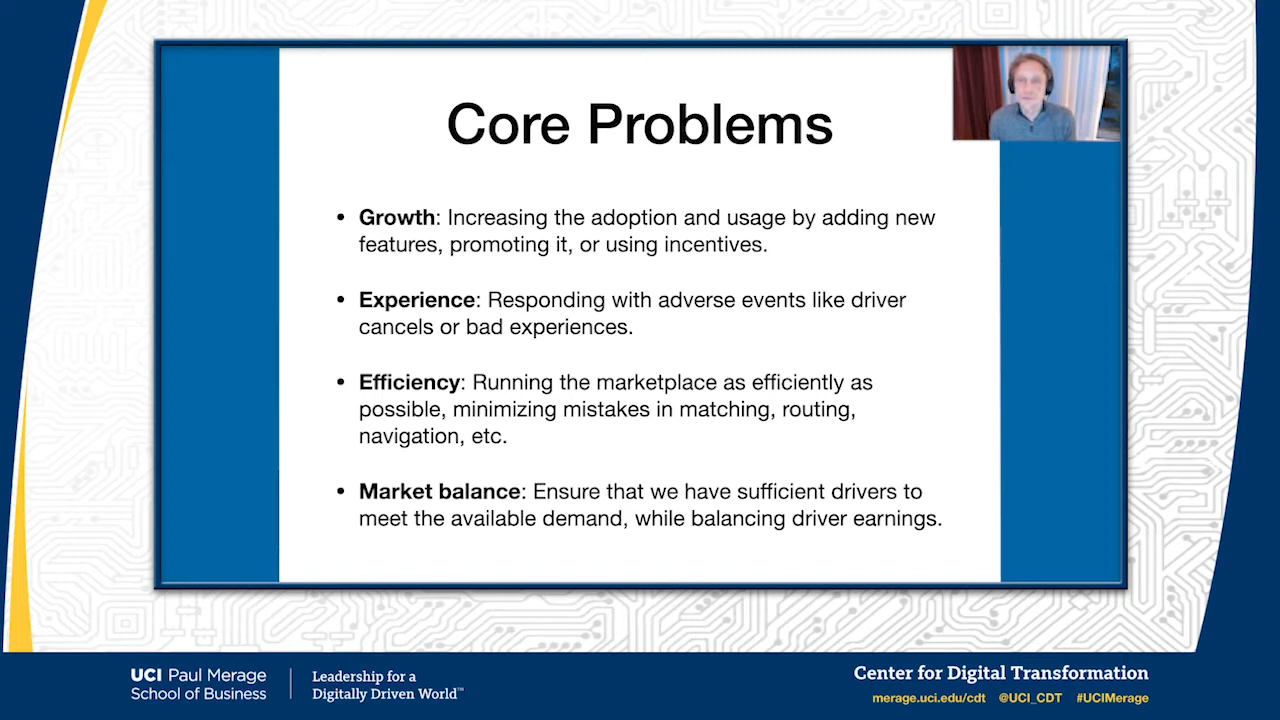 Core Problems
• Growth: Increasing the adoption and usage by adding new
features, promoting it, or using incentives.
• Experience: Responding with adverse events like driver
cancels or bad experiences.
• Efficiency: Running the marketplace as efficiently as
possible, minimizing mistakes in matching, routing,
navigation, etc.
• Market balance: Ensure that we have sufficient drivers to
meet the available demand, while balancing driver earnings.
UCI Paul Merage
School of Business
Leadership for a
Digitally Driven World™
Center for Digital Transformation
merage.uci.edu/cdt @UCI_CDT #UCIMerage